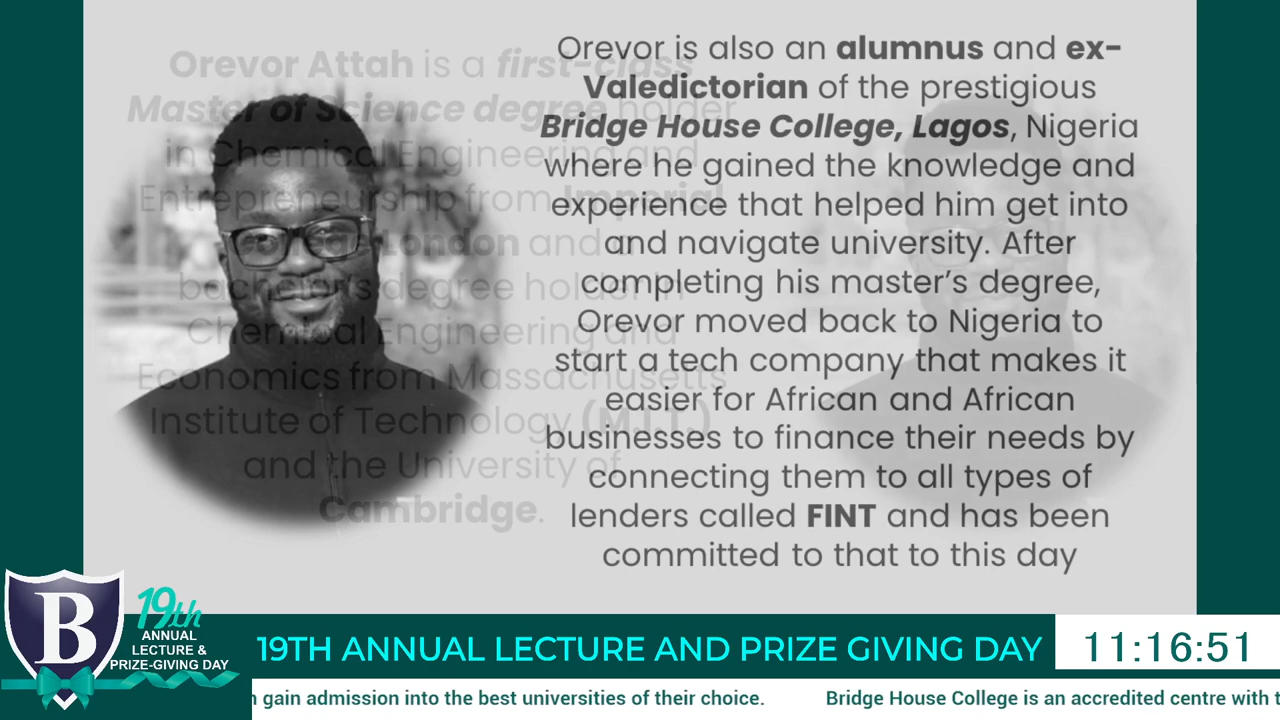 Orevor Attah is a first-class
Master of Science degree holder
in Chemical Engineering and
Entrepreneurship from Imperial
London and a
bachelor's degree holder in
Chemical Engineering and
Economics from Massachusetts
Institute of Technology (M.I.T.)
and the University of
Cambridge.
Orevor is also an alumnus and ex-
Valedictorian of the prestigious
Bridge House College, Lagos, Nigeria
where he gained the knowledge and
experience that helped him get into
and navigate university. After
completing his master’s degree,
Orevor moved back to Nigeria to
start a tech company that makes it
easier for African and African
businesses to finance their needs by
connecting them to all types of
lenders called FINT and has been
committed to that to this day
B
19th
ANNUAL
LECTURE &
PRIZE-GIVING DAY
19TH ANNUAL LECTURE AND PRIZE GIVING DAY
11:16:51
gain admission into the best universities of their choice. Bridge House College is an accredited centre with